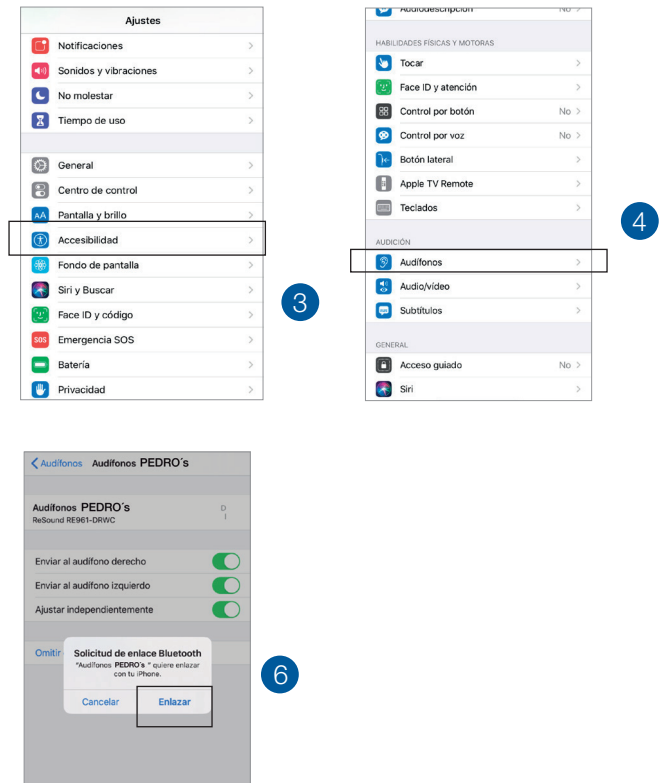 Ajustes
Notificaciones
Sonidos y vibraciones
No molestar
Tiempo de uso
General
Centro de control
AA Pantalla y brillo
Accesibilidad
Fondo de pantalla
Siri y Buscar
Face ID y código
SOS Emergencia SOS
Batería
Privacidad
3
Audiodescripción No
HABILIDADES FÍSICAS Y MOTORAS
Tocar
Face ID y atención
Control por botón No
Control por voz No
Botón lateral
Apple TV Remote
Teclados
AUDICIÓN
Audífonos
Audio/vídeo
Subtítulos
GENERAL
Acceso guiado No
Siri
4
Audífonos Audífonos PEDRO´s
Audífonos PEDRO´s D
ReSound RE961-DRWC I
Enviar al audífono derecho
Enviar al audífono izquierdo
Ajustar independientemente
Omitir
Solicitud de enlace Bluetooth
"Audífonos PEDRO's " quiere enlazar
con tu iPhone.
Cancelar Enlazar
6